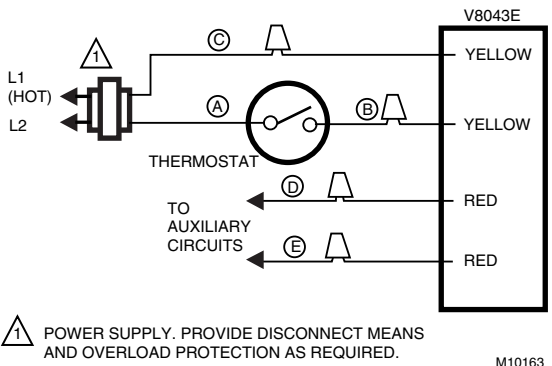 V8043E
C
1
YELLOW
L1
(HOT)
A
B
L2
YELLOW
THERMOSTAT
D
RED
TO
AUXILIARY
CIRCUITS
E
RED
1 POWER SUPPLY. PROVIDE DISCONNECT MEANS
AND OVERLOAD PROTECTION AS REQUIRED.
M10163